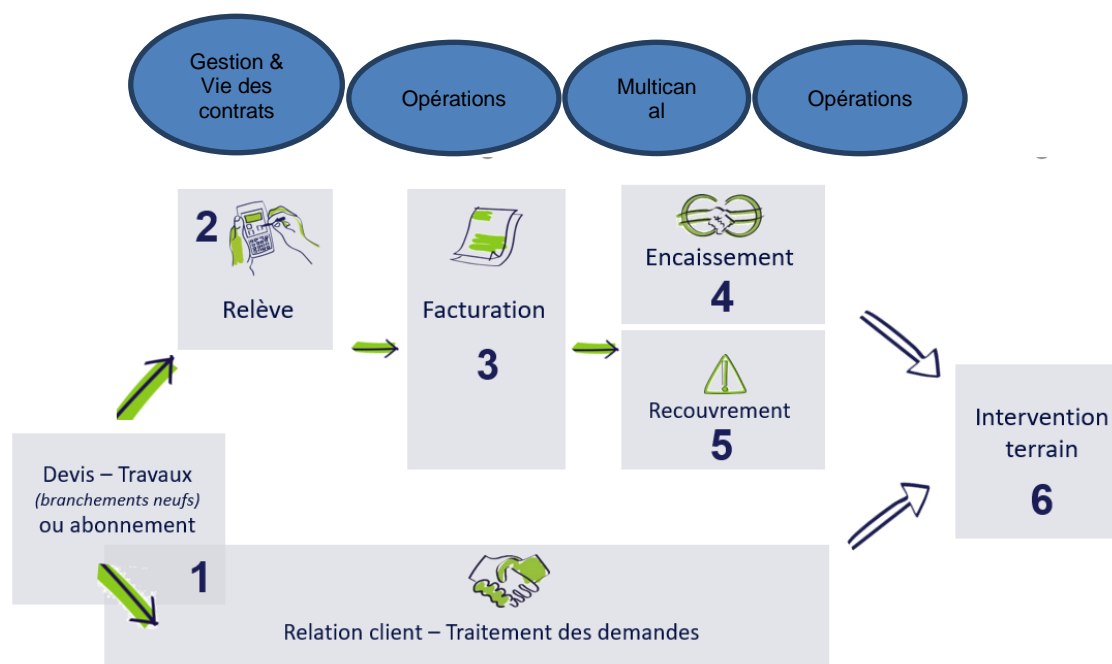 Gestion &
Vie des
contrats
Opérations
Multican
al
Opérations
2
Relève
Facturation
3
Encaissement
4
Recouvrement
5
Intervention
terrain
6
Devis – Travaux
(branchements neufs)
ou abonnement
1
Relation client – Traitement des demandes